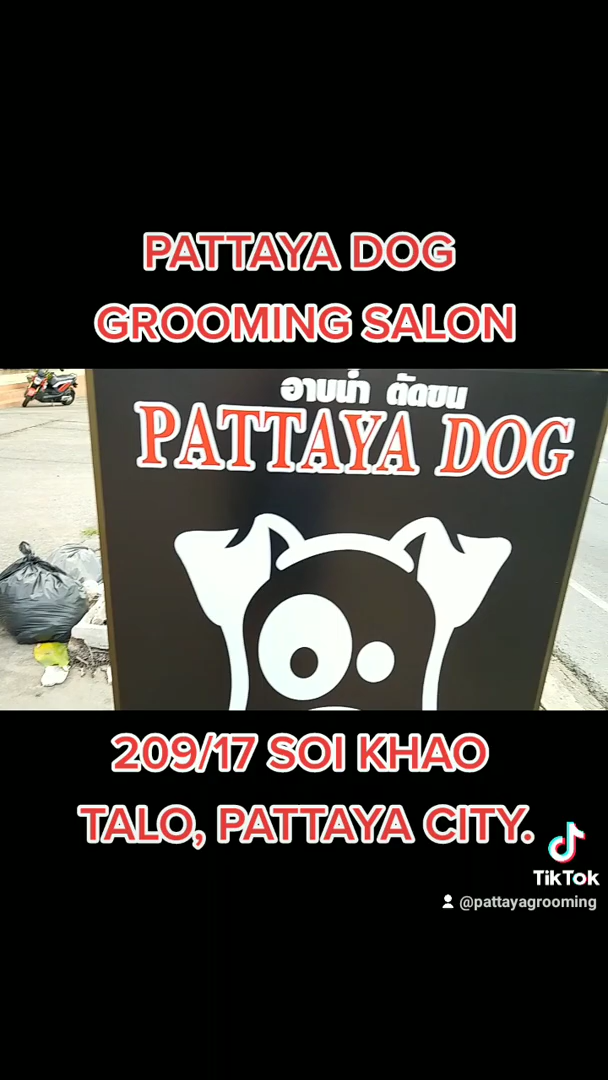 PATTAYA DOG
GROOMING SALON
อาบน้ำ ตัดขน
PATTAYA DOG
209/17 SOI KHAO
TALO, PATTAYA CITY.
TikTok
@pattayagrooming